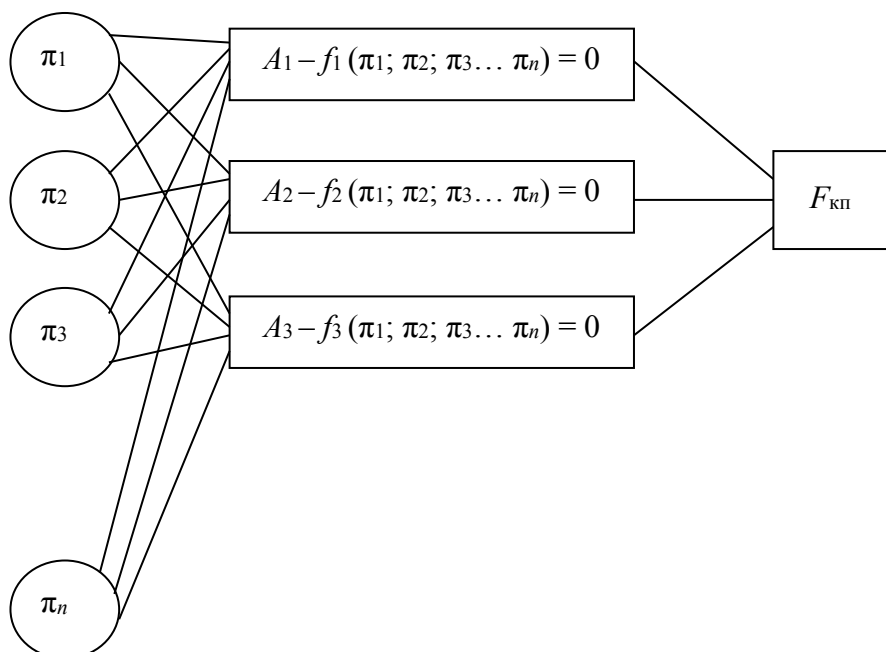 π1
A1 – f1 (π1; π2; π3… πn) = 0
π2
A2 – f2 (π1; π2; π3… πn) = 0
Fкп
π3
A3 – f3 (π1; π2; π3… πn) = 0
πn